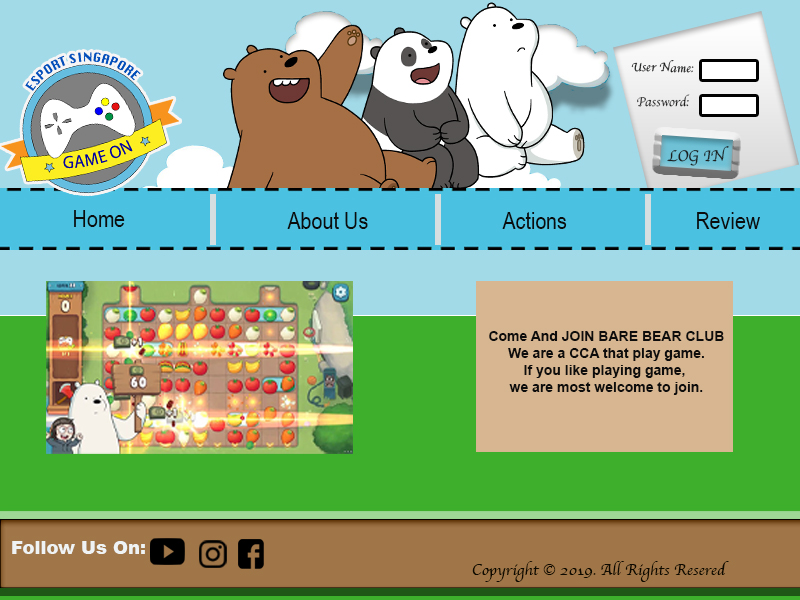 ESPORT SINGAPORE
GAME ON
User Name:
Password:
LOG IN
Home
About Us
Actions
Review
60
Come And JOIN BARE BEAR CLUB
We are a CCA that play game.
If you like playing game,
we are most welcome to join.
Follow Us On:
Copyright © 2019. All Rights Resered